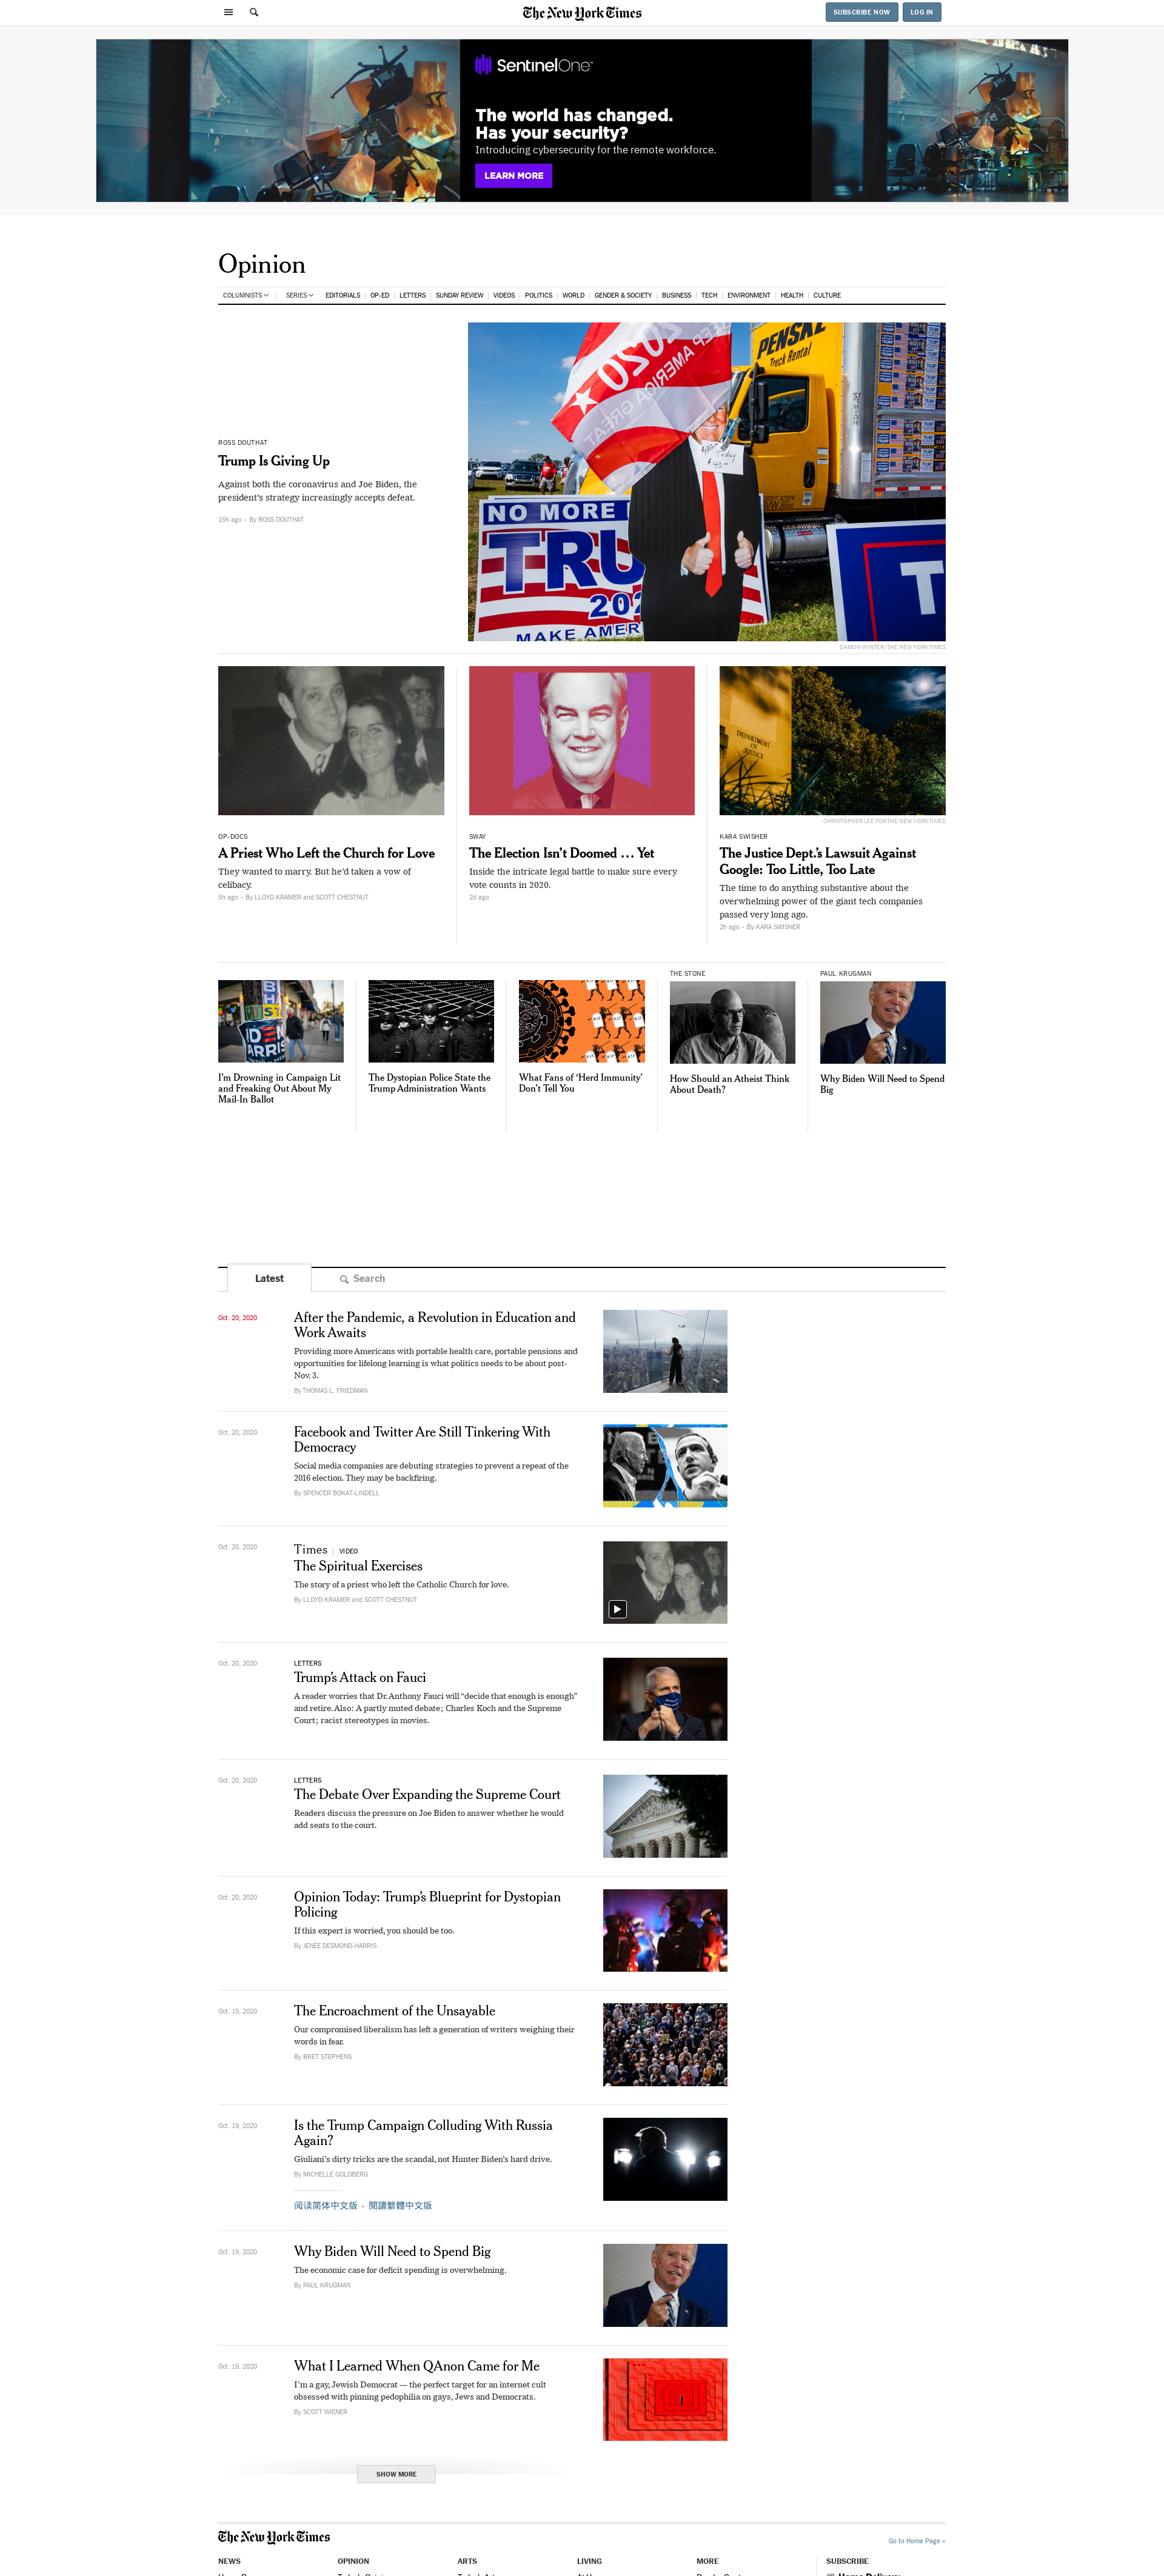 The New York Times
SUBSCRIBE NOW
LOG IN
SentinelOne
The world has changed.
Has your security?
Introducing cybersecurity for the remote workforce.
LEARN MORE
Opinion
COLUMNISTS | SERIES EDITORIALS | OP-ED | LETTERS | SUNDAY REVIEW | VIDEOS | POLITICS | WORLD | GENDER & SOCIETY | BUSINESS | TECH | ENVIRONMENT | HEALTH | CULTURE
ROSS DOUTHAT
Trump Is Giving Up
Against both the coronavirus and Joe Biden, the
president's strategy increasingly accepts defeat.
15h ago · By ROSS DOUTHAT
2020
PENSKE
Truck Rental
Today
$40
NO MORE
TRU
202
MAKE AMER
T
DAMON WINTER/THE NEW YORK TIMES
DEPARTMENT
OF
JUSTICE
CHRISTOPHER LEE FOR THE NEW YORK TIMES
OP-DOCS
A Priest Who Left the Church for Love
They wanted to marry. But he'd taken a vow of
celibacy.
5h ago · By LLOYD KRAMER and SCOTT CHESTNUT
SWAY
The Election Isn't Doomed … Yet
Inside the intricate legal battle to make sure every
vote counts in 2020.
2d ago
KARA SWISHER
The Justice Dept.'s Lawsuit Against
Google: Too Little, Too Late
The time to do anything substantive about the
overwhelming power of the giant tech companies
passed very long ago.
2h ago · By KARA SWISHER
I'm Drowning in Campaign Lit
and Freaking Out About My
Mail-In Ballot
The Dystopian Police State the
Trump Administration Wants
What Fans of 'Herd Immunity'
Don't Tell You
THE STONE
How Should an Atheist Think
About Death?
PAUL KRUGMAN
Why Biden Will Need to Spend
Big
Latest
Search
Oct. 20, 2020
After the Pandemic, a Revolution in Education and
Work Awaits
Providing more Americans with portable health care, portable pensions and
opportunities for lifelong learning is what politics needs to be about post-
Nov. 3.
By THOMAS L. FRIEDMAN
Oct. 20, 2020
Facebook and Twitter Are Still Tinkering With
Democracy
Social media companies are debuting strategies to prevent a repeat of the
2016 election. They may be backfiring.
By SPENCER BOKAT-LINDELL
Oct. 20, 2020
Times | VIDEO
The Spiritual Exercises
The story of a priest who left the Catholic Church for love.
By LLOYD KRAMER and SCOTT CHESTNUT
Oct. 20, 2020
LETTERS
Trump's Attack on Fauci
A reader worries that Dr. Anthony Fauci will "decide that enough is enough"
and retire. Also: A partly muted debate; Charles Koch and the Supreme
Court; racist stereotypes in movies.
Oct. 20, 2020
LETTERS
The Debate Over Expanding the Supreme Court
Readers discuss the pressure on Joe Biden to answer whether he would
add seats to the court.
Oct. 20, 2020
Opinion Today: Trump's Blueprint for Dystopian
Policing
If this expert is worried, you should be too.
By JENÉE DESMOND-HARRIS
Oct. 19, 2020
The Encroachment of the Unsayable
Our compromised liberalism has left a generation of writers weighing their
words in fear.
By BRET STEPHENS
Oct. 19, 2020
Is the Trump Campaign Colluding With Russia
Again?
Giuliani's dirty tricks are the scandal, not Hunter Biden's hard drive.
By MICHELLE GOLDBERG
阅读简体中文版 · 閱讀繁體中文版
Oct. 19, 2020
Why Biden Will Need to Spend Big
The economic case for deficit spending is overwhelming.
By PAUL KRUGMAN
Oct. 19, 2020
What I Learned When QAnon Came for Me
I'm a gay, Jewish Democrat — the perfect target for an internet cult
obsessed with pinning pedophilia on gays, Jews and Democrats.
By SCOTT WIENER
SHOW MORE
The New York Times
Go to Home Page »
NEWS
OPINION
ARTS
LIVING
MORE
SUBSCRIBE